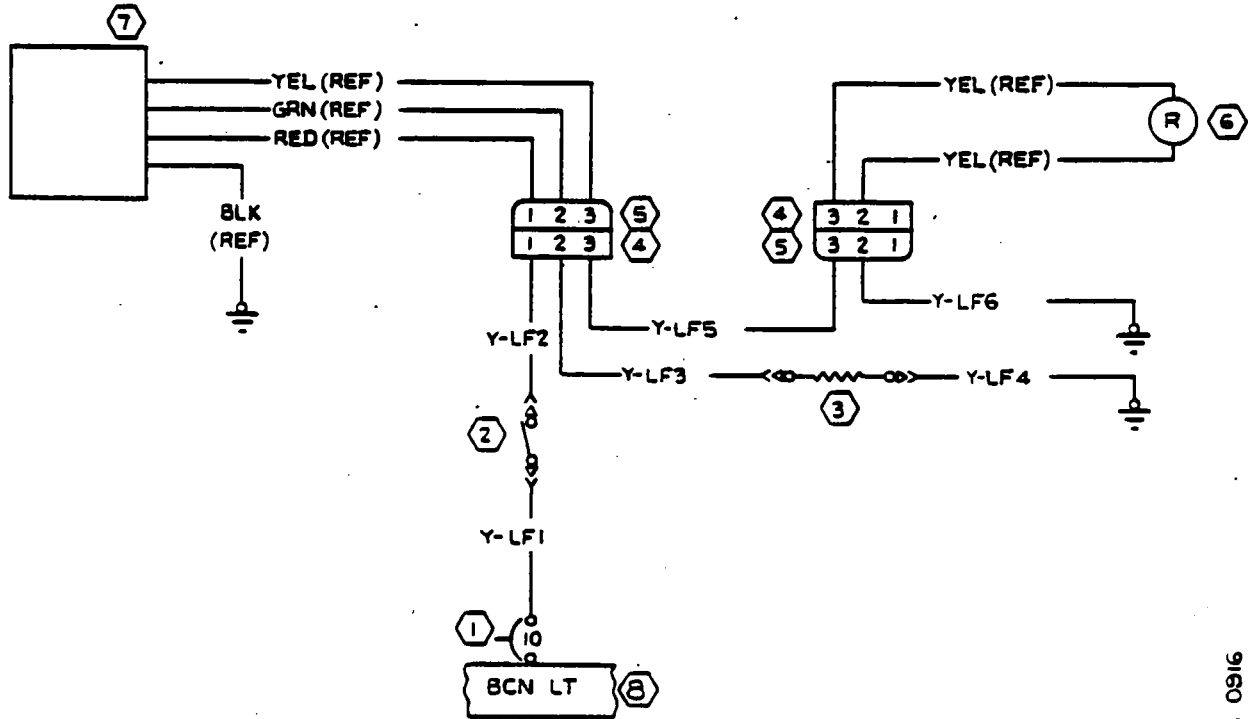 7
YEL (REF)
GRN (REF)
RED (REF)
BLK
(REF)
YEL (REF)
R
6
YEL (REF)
1 2 3
5
1 2 3
4
4
3 2 1
5
3 2 1
Y-LF6
Y-LF5
Y-LF2
Y-LF3
3
Y-LF4
2
Y-LF1
1
10
BCN LT
8
0916